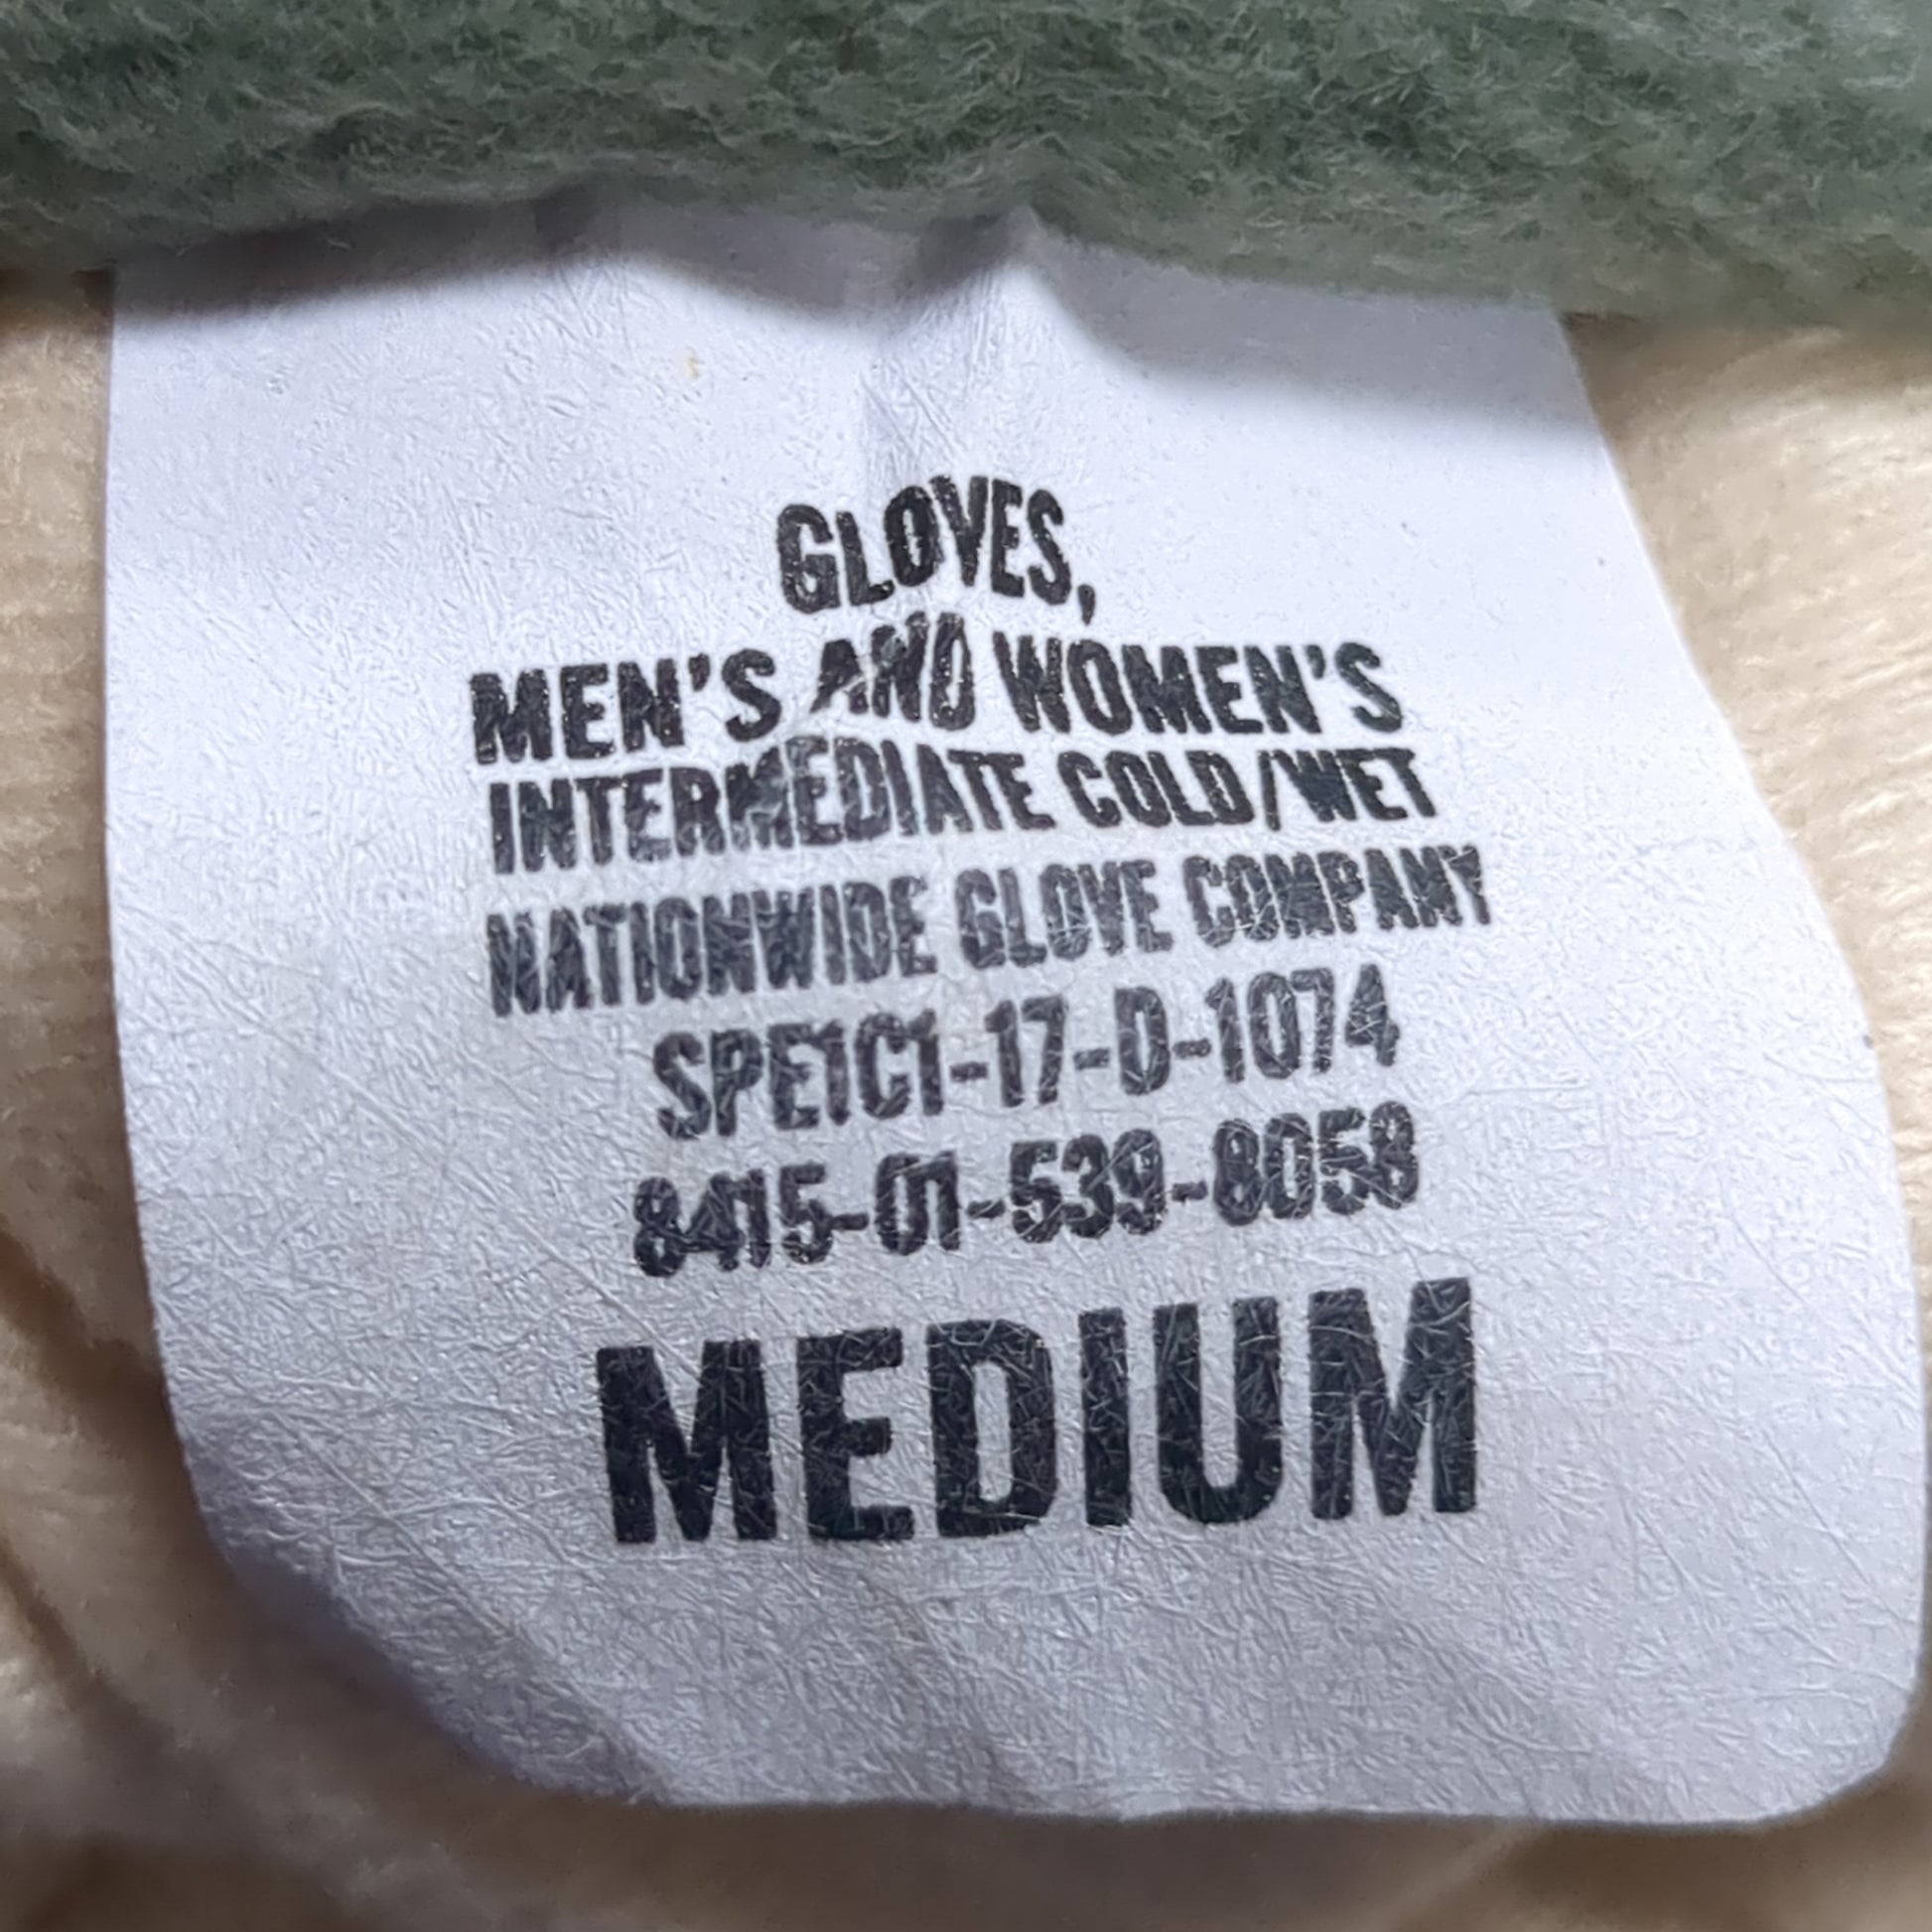 GLOVES,
MEN'S AND WOMEN'S
INTERMEDIATE COLD/WET
NATIONWIDE GLOVE COMPANY
SPE1C1-17-D-1074
8415-01-539-8058
MEDIUM